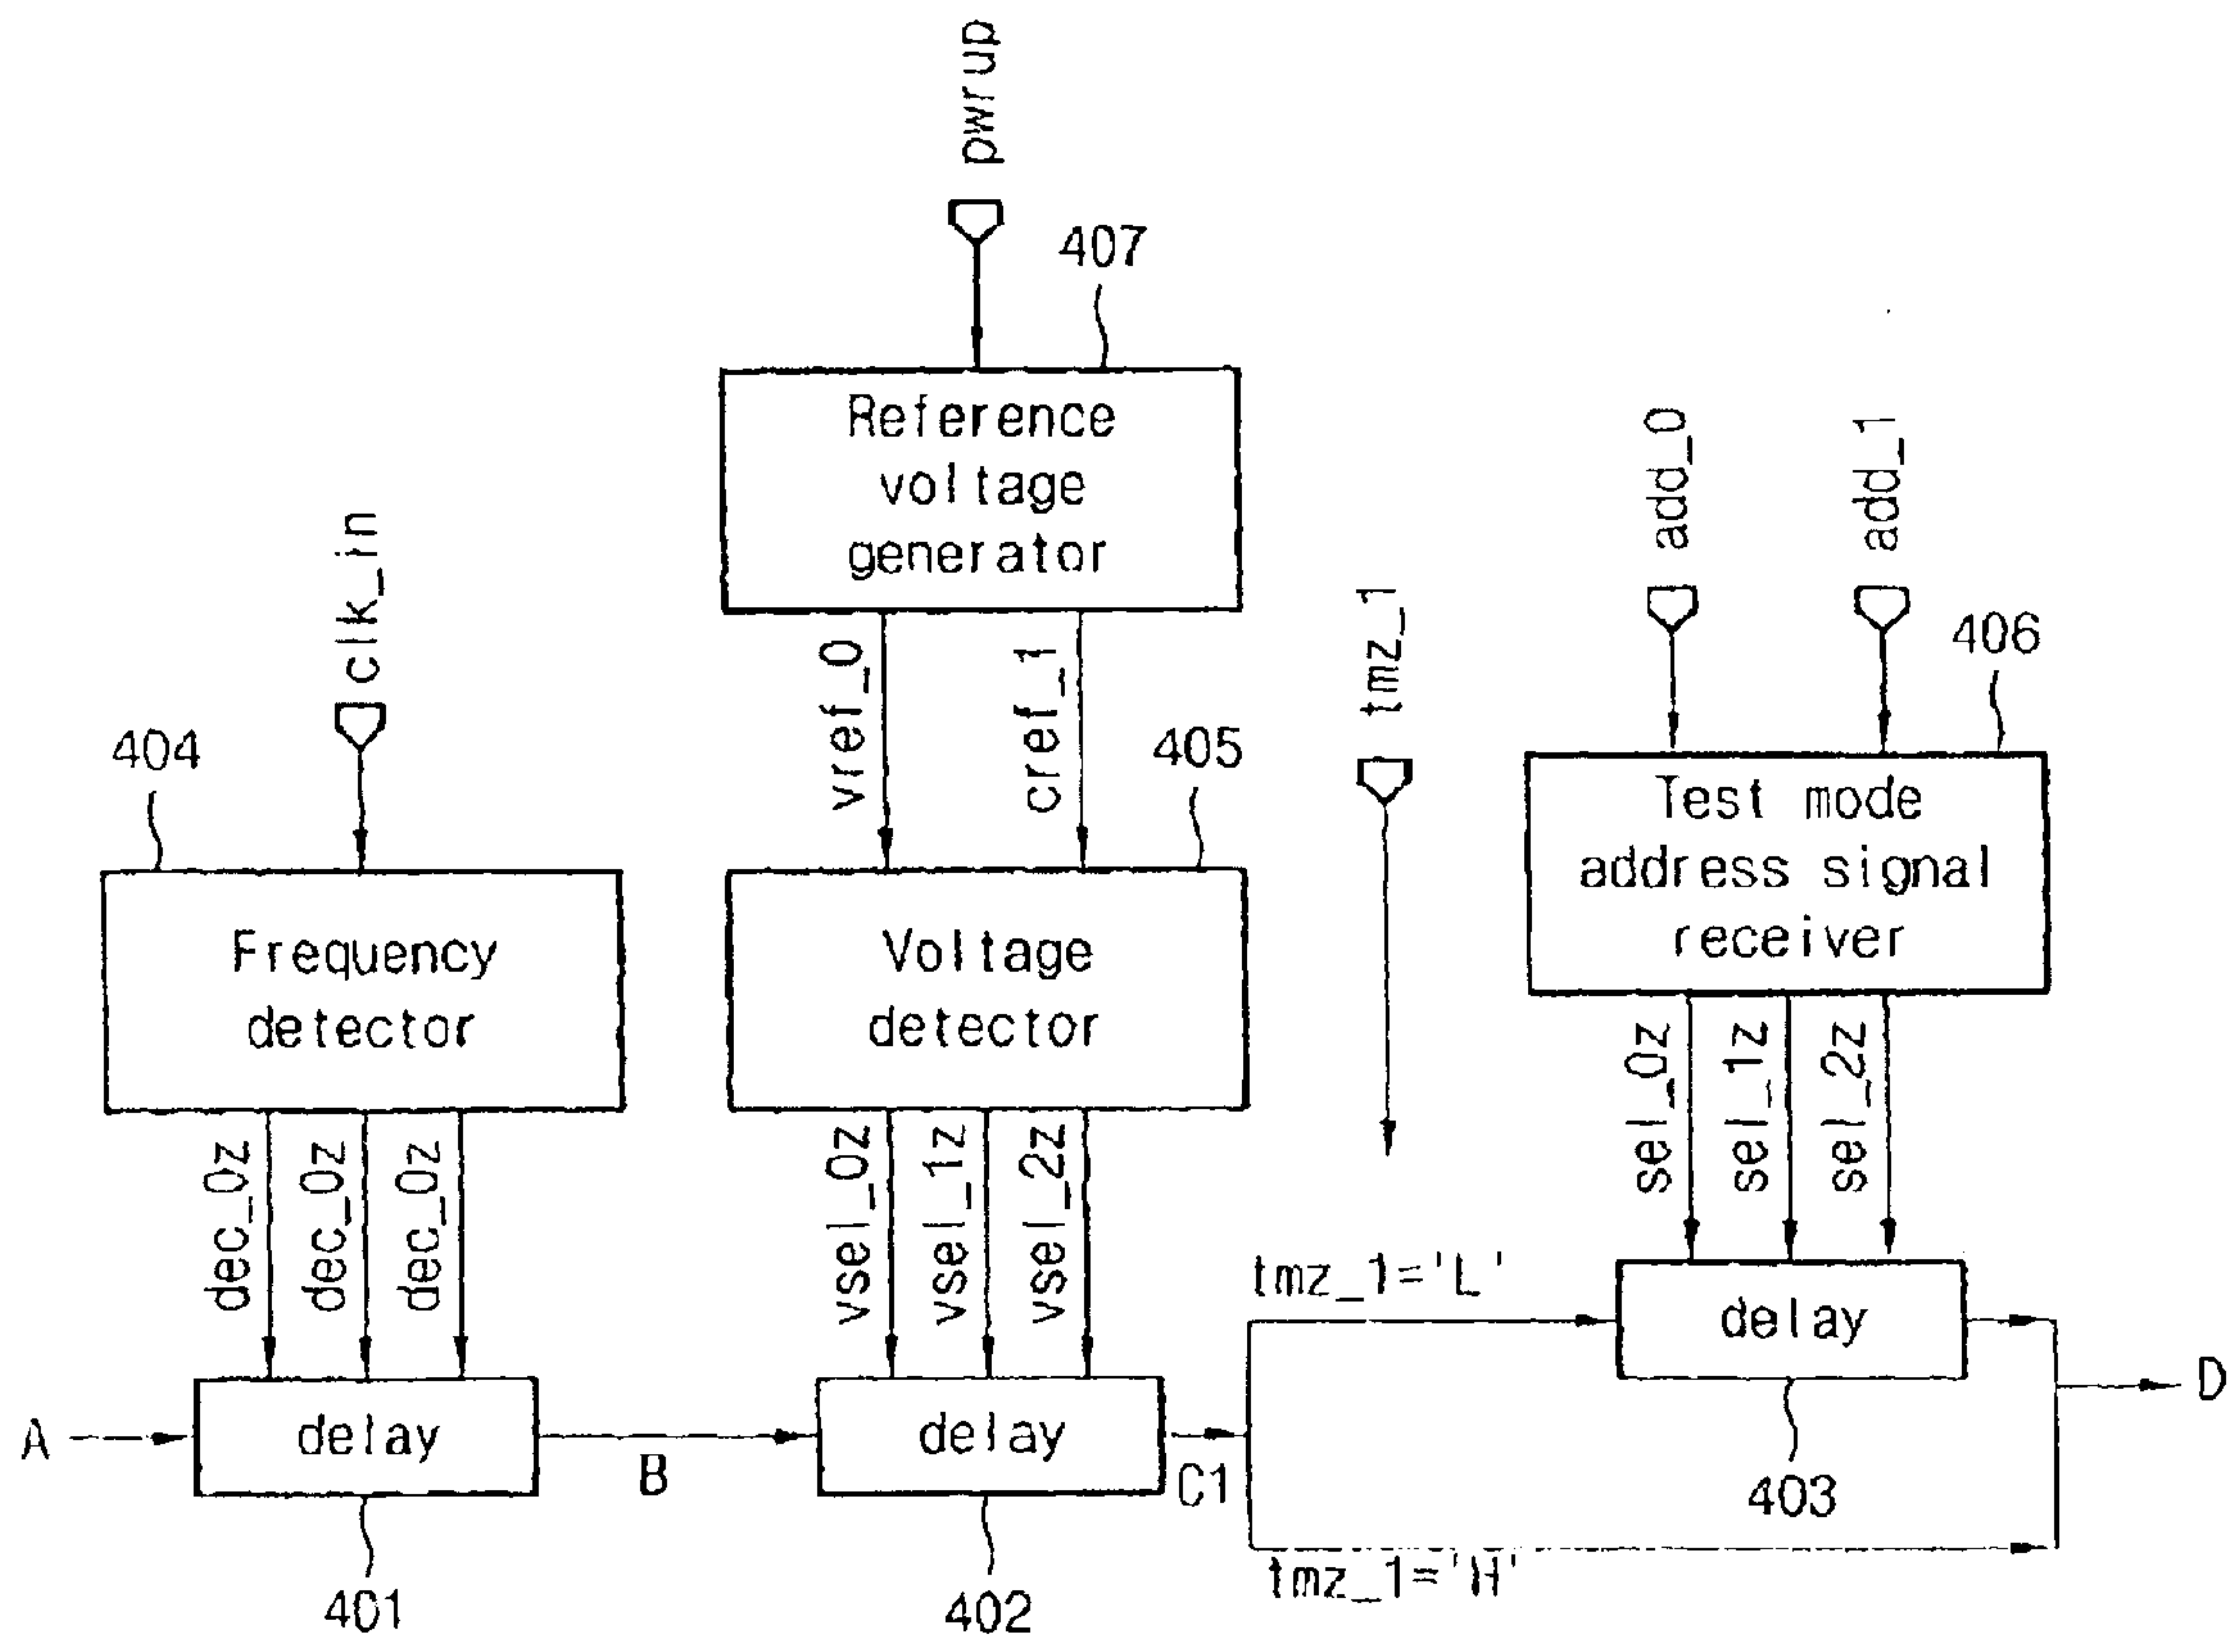 pwrup
407
Reference
voltage
generator
add_0
add_1
clk_in
vref_0
cref_1
tmz_1
406
404
405
Test mode
address signal
receiver
Frequency
detector
Voltage
detector
sel_0z
sel_1z
sel_2z
dec_0z
dec_0z
dec_0z
vsel_0z
vsel_1z
vsel_2z
tmz_1='L'
delay
A
delay
B
delay
C1
D
403
tmz_1='H'
401
402